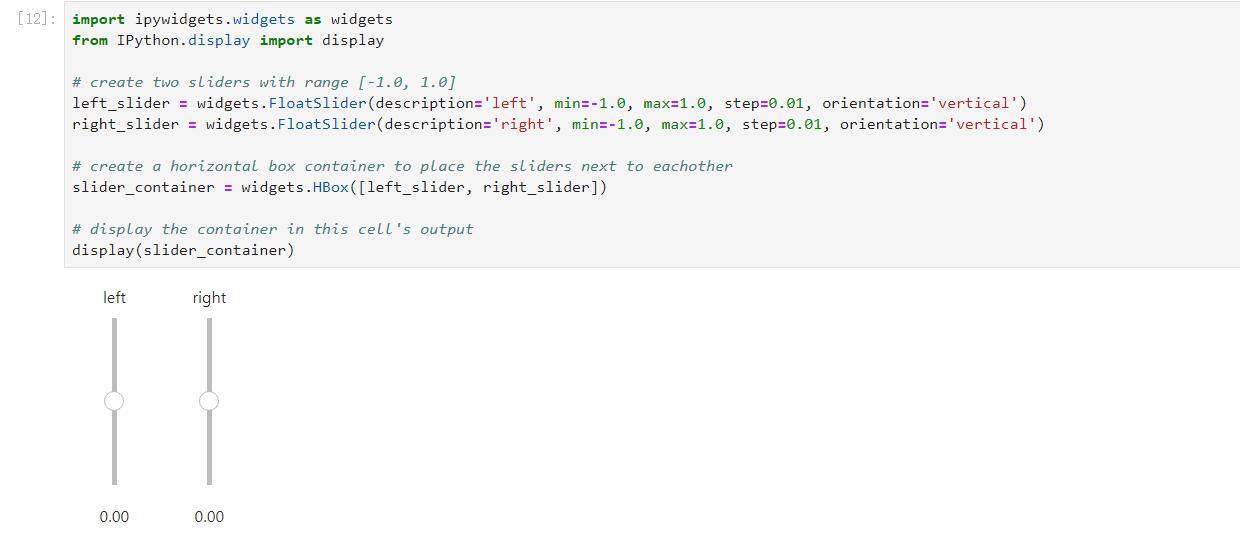 [12]:
import ipywidgets.widgets as widgets
from IPython.display import display
# create two sliders with range [-1.0, 1.0]
left_slider = widgets.FloatSlider(description='left', min=-1.0, max=1.0, step=0.01, orientation='vertical')
right_slider = widgets.FloatSlider(description='right', min=-1.0, max=1.0, step=0.01, orientation='vertical')
# create a horizontal box container to place the sliders next to eachother
slider_container = widgets.HBox([left_slider, right_slider])
# display the container in this cell's output
display(slider_container)
left right
0.00 0.00